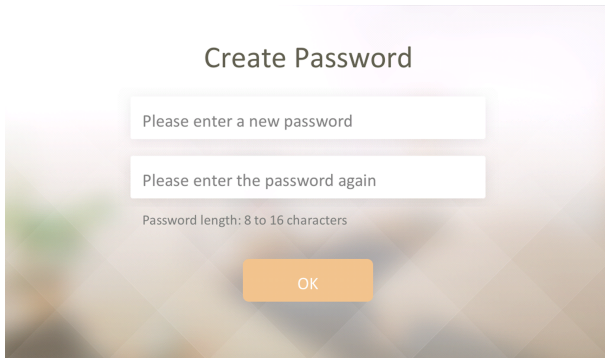 Create Password
Please enter a new password
Please enter the password again
Password length: 8 to 16 characters
OK